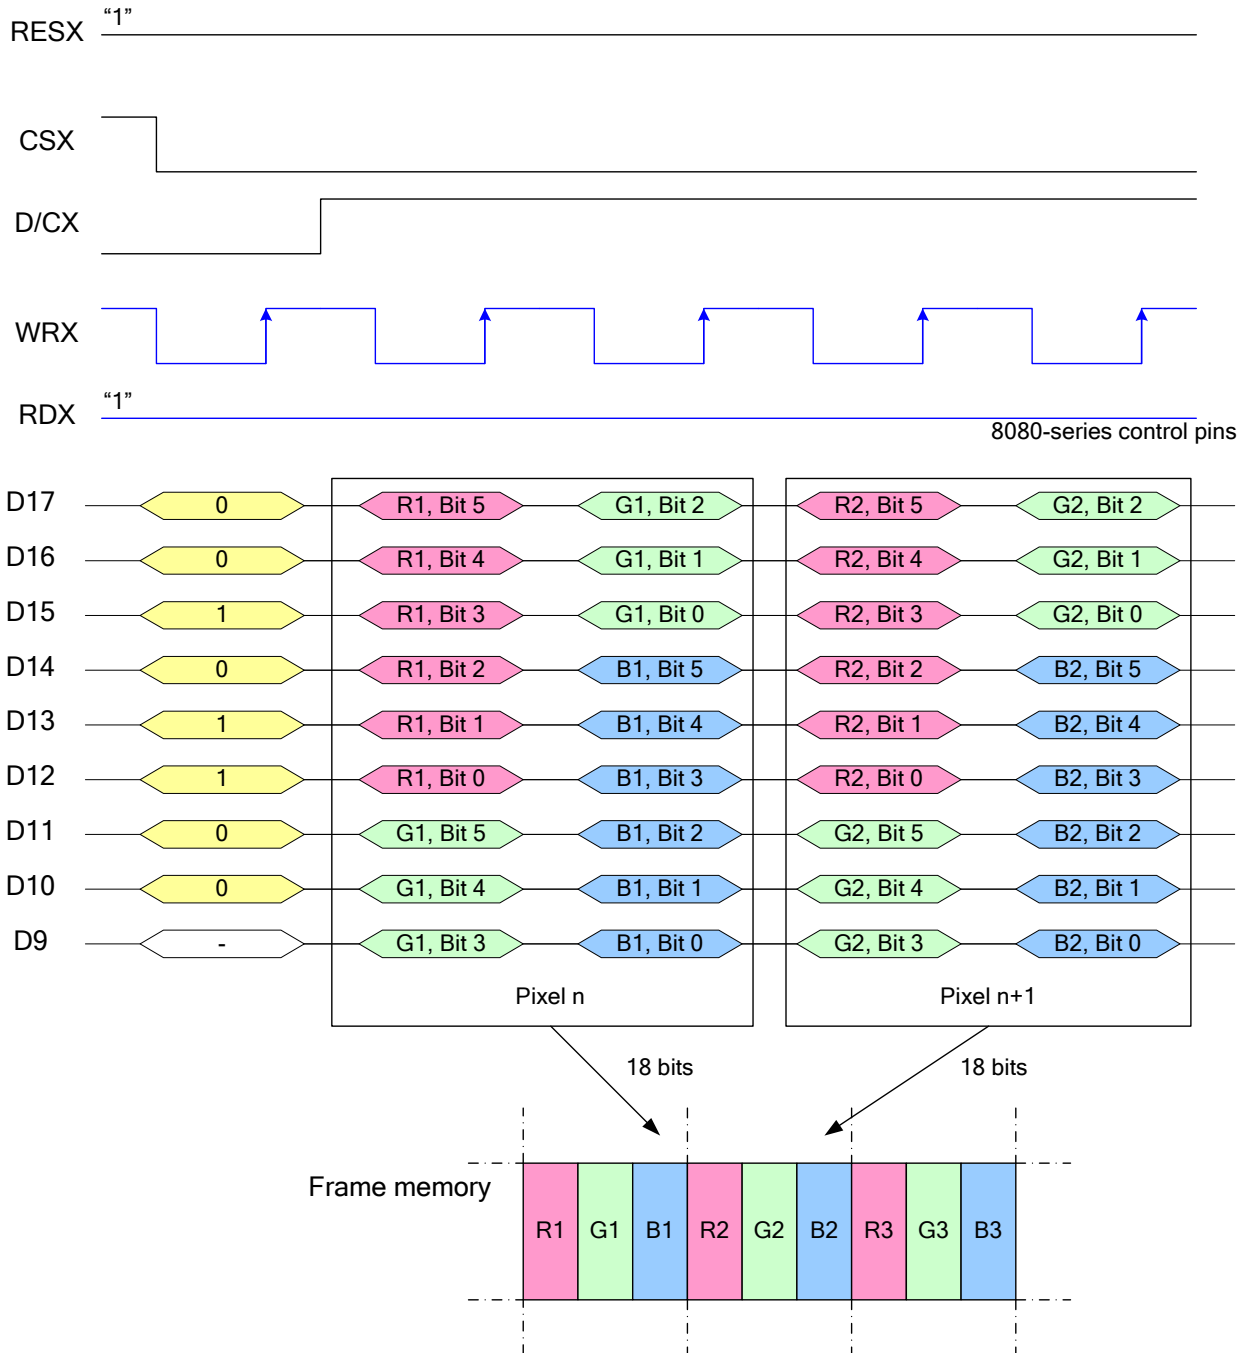 RESX “1”
CSX
D/CX
WRX
RDX “1”
8080-series control pins
D17 0 R1, Bit 5 G1, Bit 2 R2, Bit 5 G2, Bit 2
D16 0 R1, Bit 4 G1, Bit 1 R2, Bit 4 G2, Bit 1
D15 1 R1, Bit 3 G1, Bit 0 R2, Bit 3 G2, Bit 0
D14 0 R1, Bit 2 B1, Bit 5 R2, Bit 2 B2, Bit 5
D13 1 R1, Bit 1 B1, Bit 4 R2, Bit 1 B2, Bit 4
D12 1 R1, Bit 0 B1, Bit 3 R2, Bit 0 B2, Bit 3
D11 0 G1, Bit 5 B1, Bit 2 G2, Bit 5 B2, Bit 2
D10 0 G1, Bit 4 B1, Bit 1 G2, Bit 4 B2, Bit 1
D9 - G1, Bit 3 B1, Bit 0 G2, Bit 3 B2, Bit 0
Pixel n Pixel n+1
18 bits 18 bits
Frame memory
R1 G1 B1 R2 G2 B2 R3 G3 B3